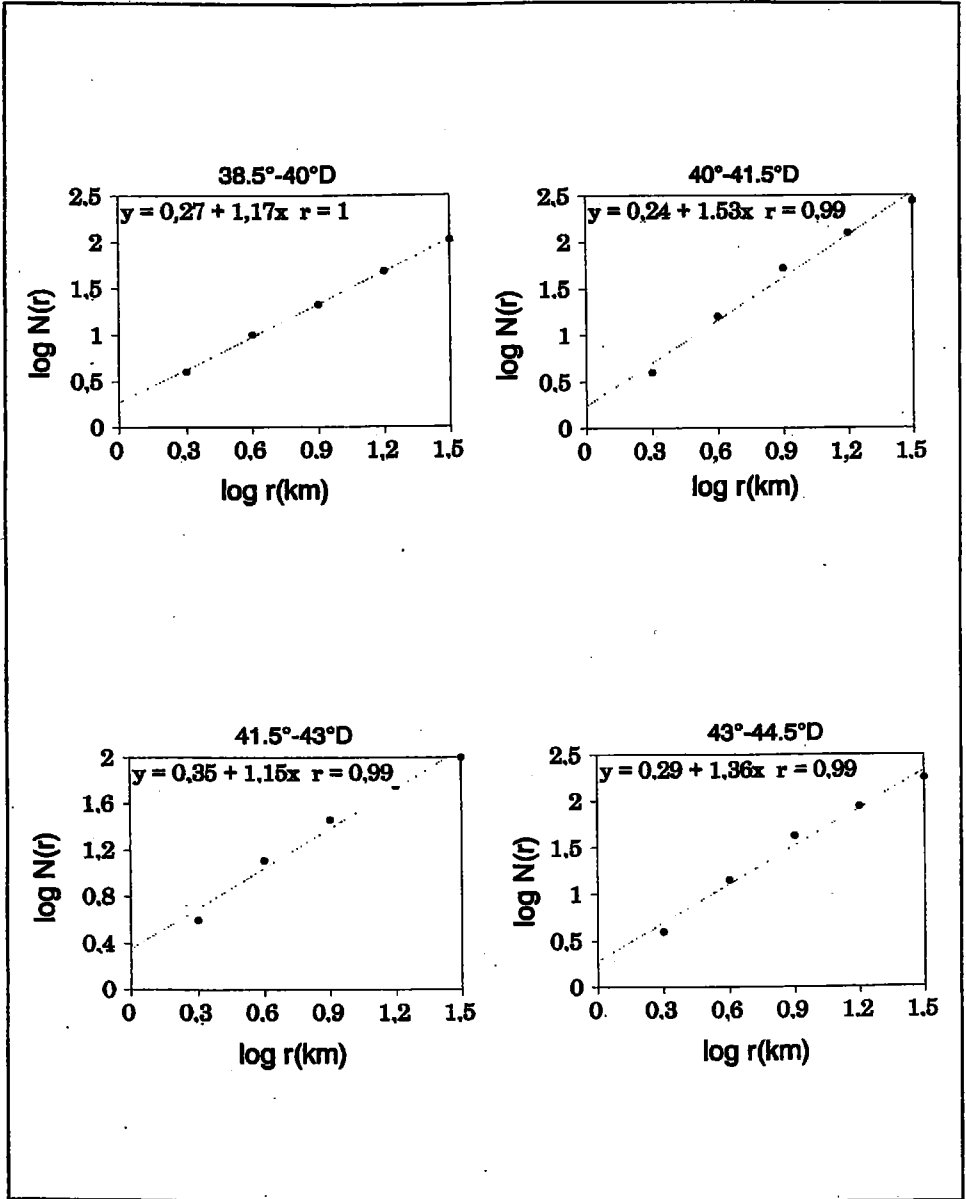 38.5°-40°D
y = 0,27 + 1,17x r = 1
log N(r)
2.5
2
1.5
1
0.5
0
0 0.3 0.6 0.9 1.2 1.5
log r(km)
40°-41.5°D
y = 0,24 + 1.53x r = 0,99
log N(r)
2.5
2
1.5
1
0.5
0
0 0.3 0,6 0.9 1,2 1.5
log r(km)
41.5°-43°D
y = 0,35 + 1,15x r = 0,99
log N(r)
2
1.6
1.2
0.8
0.4
0
0 0.3 0.6 0.9 1.2 1.5
log r(km)
43°-44.5°D
y = 0.29 + 1,36x r = 0,99
log N(r)
2.5
2
1.5
1
0.5
0
0 0.3 0.6 0.9 1.2 1.5
log r(km)